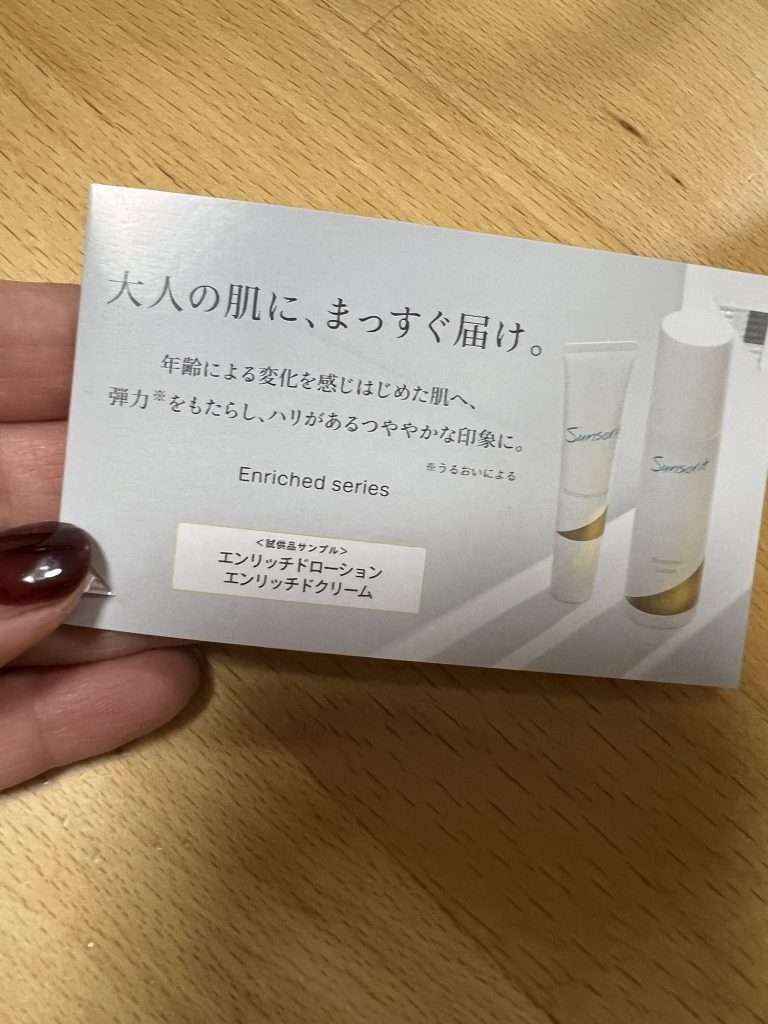 大人の肌に、まっすぐ届け。
年齢による変化を感じはじめた肌へ、
弾力※をもたらし、ハリがあるつややかな印象に。
※うるおいによる
Enriched series
<試供品サンプル>
エンリッチドローション
エンリッチドクリーム
Sunsorit
Sunsorit
Enriched
Lotion